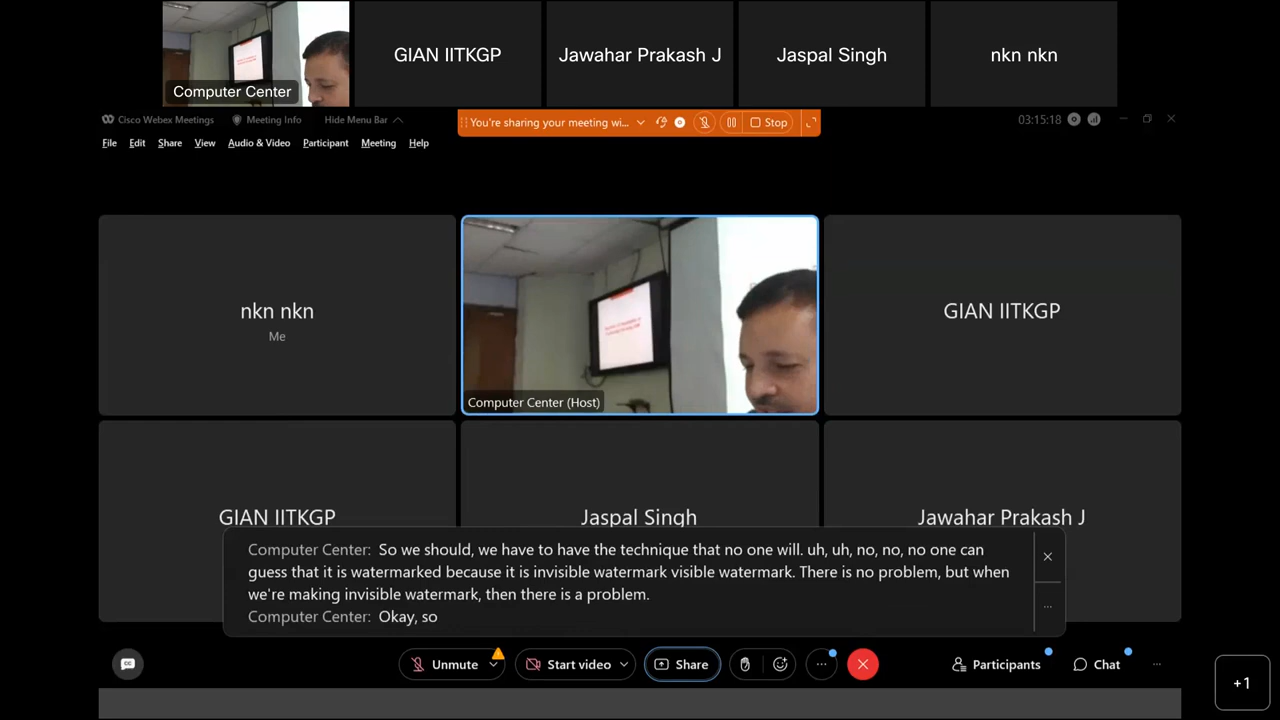 Computer Center
GIAN IITKGP
Jawahar Prakash J
Jaspal Singh
nkn nkn
Cisco Webex Meetings
Meeting Info
Hide Menu Bar
You're sharing your meeting wi...
Stop
03:15:18
File Edit Share View Audio & Video Participant Meeting Help
nkn nkn
Me
Computer Center (Host)
GIAN IITKGP
GIAN IITKGP
Jaspal Singh
Jawahar Prakash J
Computer Center: So we should, we have to have the technique that no one will. uh, uh, no, no, no one can
guess that it is watermarked because it is invisible watermark visible watermark. There is no problem, but when
we're making invisible watermark, then there is a problem.
Computer Center: Okay, so
Unmute
Start video
Share
Participants
Chat
+1